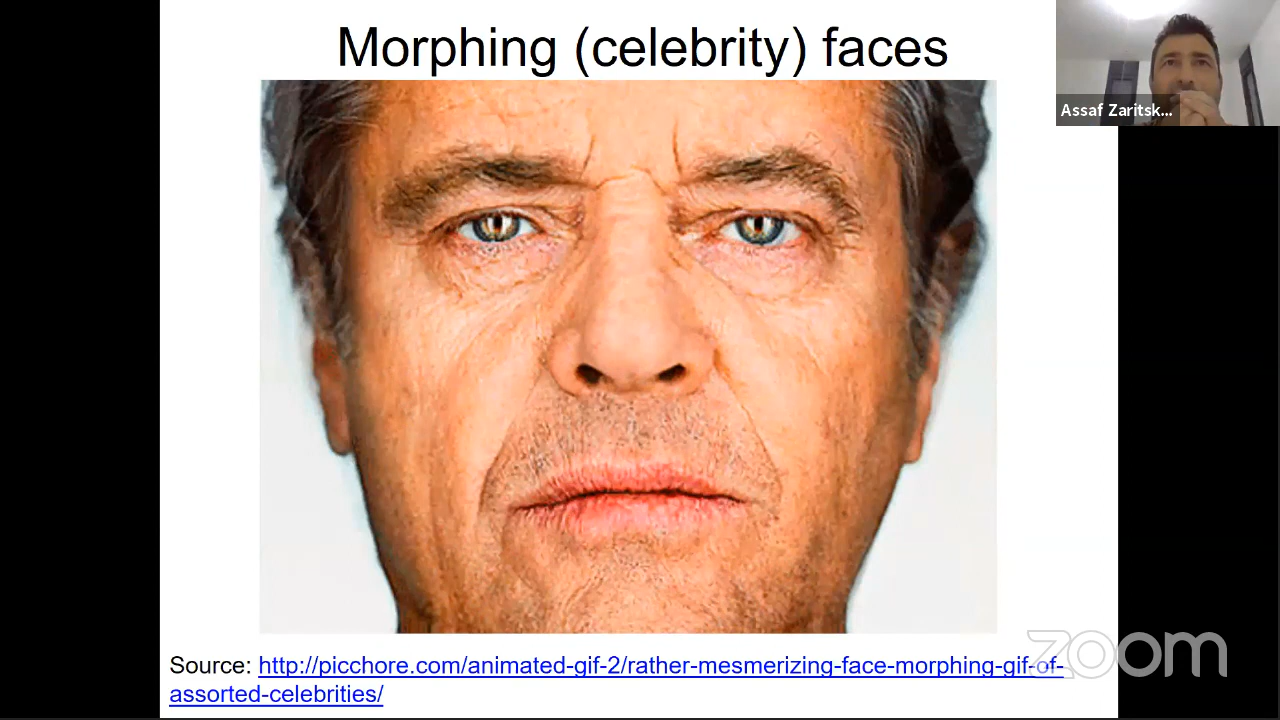 Morphing (celebrity) faces
Assaf Zaritsk...
Source: http://picchore.com/animated-gif-2/rather-mesmerizing-face-morphing-gif-of-
assorted-celebrities/
zoom